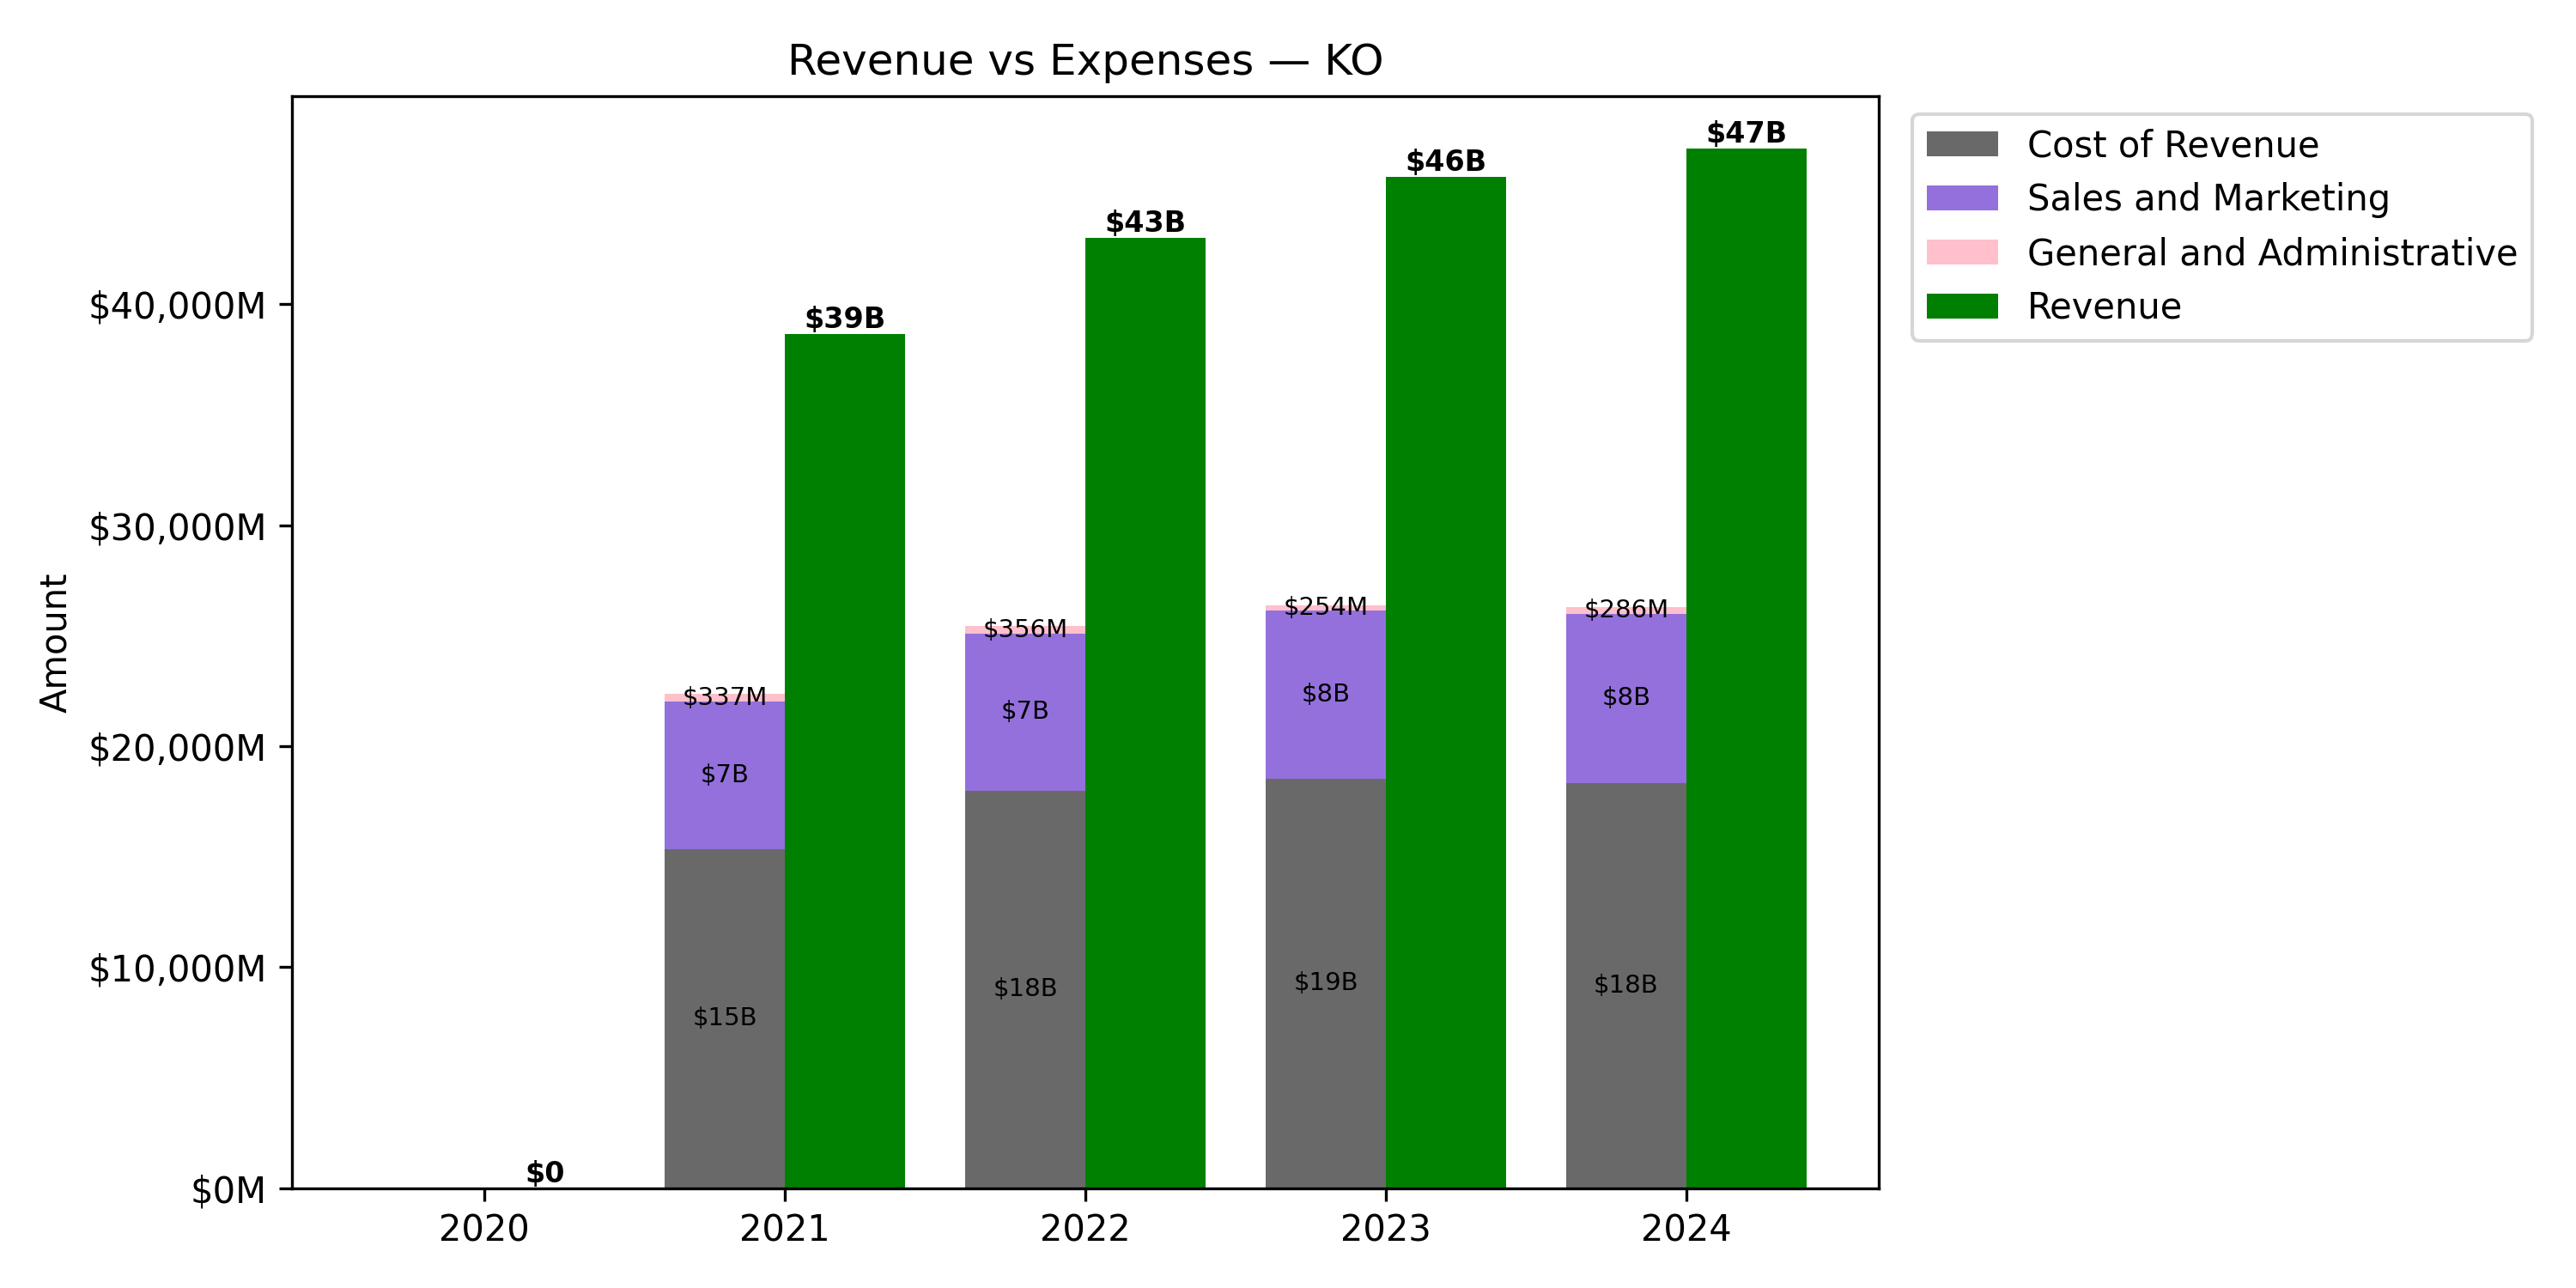 Revenue vs Expenses — KO
Cost of Revenue
Sales and Marketing
General and Administrative
Revenue
Amount
$40,000M
$30,000M
$20,000M
$10,000M
$0M
$0
$39B
$337M
$7B
$15B
$43B
$356M
$7B
$18B
$46B
$254M
$8B
$19B
$47B
$286M
$8B
$18B
2020
2021
2022
2023
2024